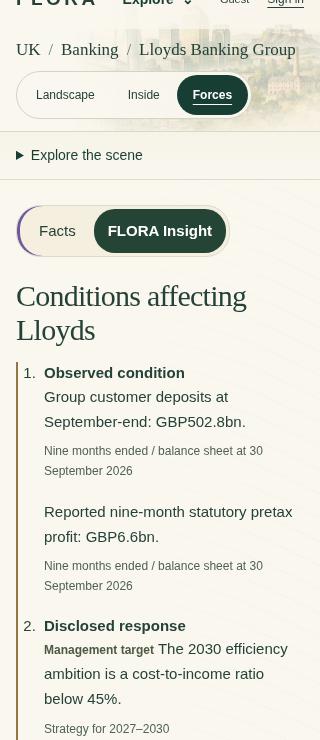 FLORA Explore Guest Sign in
UK / Banking / Lloyds Banking Group
Landscape Inside Forces
Explore the scene
Facts FLORA Insight
Conditions affecting
Lloyds
1. Observed condition
Group customer deposits at
September-end: GBP502.8bn.
Nine months ended / balance sheet at 30
September 2026
Reported nine-month statutory pretax
profit: GBP6.6bn.
Nine months ended / balance sheet at 30
September 2026
2. Disclosed response
Management target The 2030 efficiency
ambition is a cost-to-income ratio
below 45%.
Strategy for 2027–2030